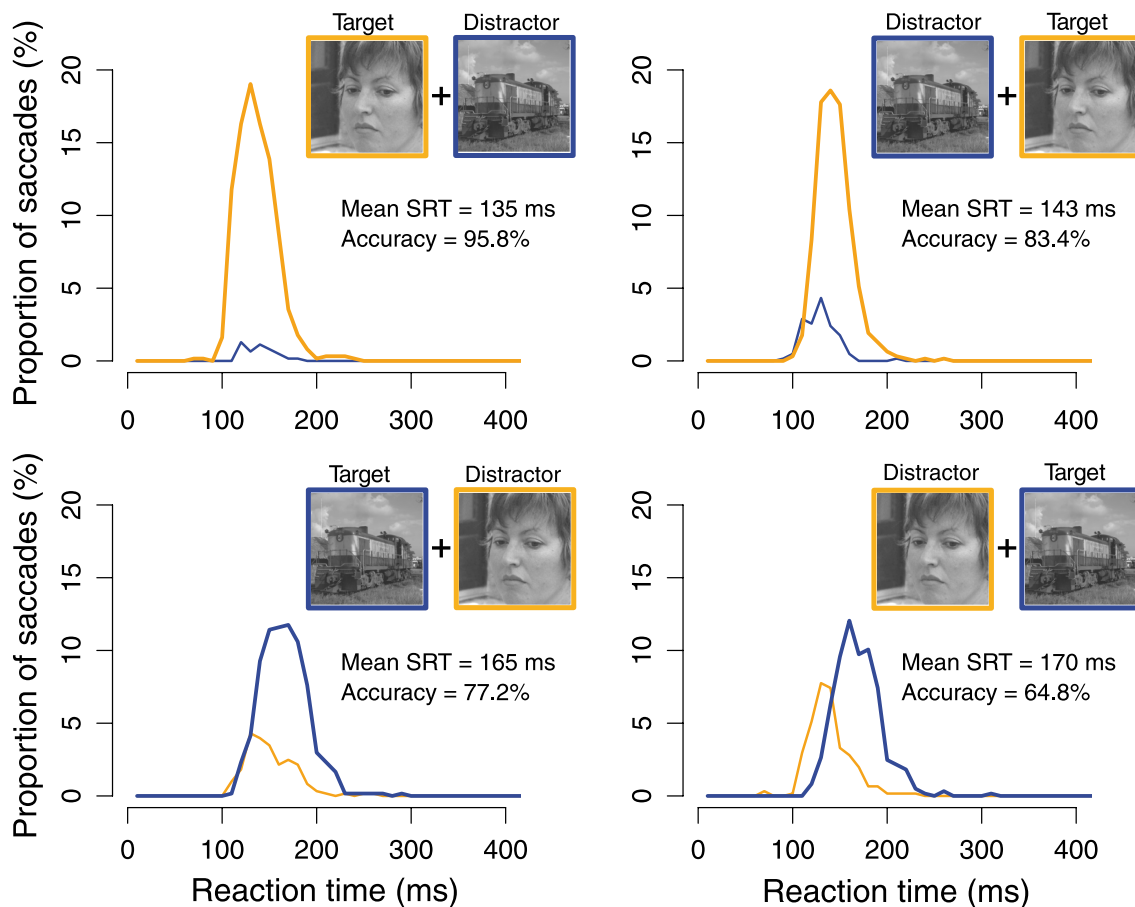 Target Distractor
Distractor Target
Proportion of saccades (%)
20
15
10
5
0
+
Mean SRT = 135 ms
Accuracy = 95.8%
0 100 200 300 400
20
15
10
5
0
+
Mean SRT = 143 ms
Accuracy = 83.4%
0 100 200 300 400
Target Distractor
Distractor Target
Proportion of saccades (%)
20
15
10
5
0
+
Mean SRT = 165 ms
Accuracy = 77.2%
0 100 200 300 400
Reaction time (ms)
20
15
10
5
0
+
Mean SRT = 170 ms
Accuracy = 64.8%
0 100 200 300 400
Reaction time (ms)